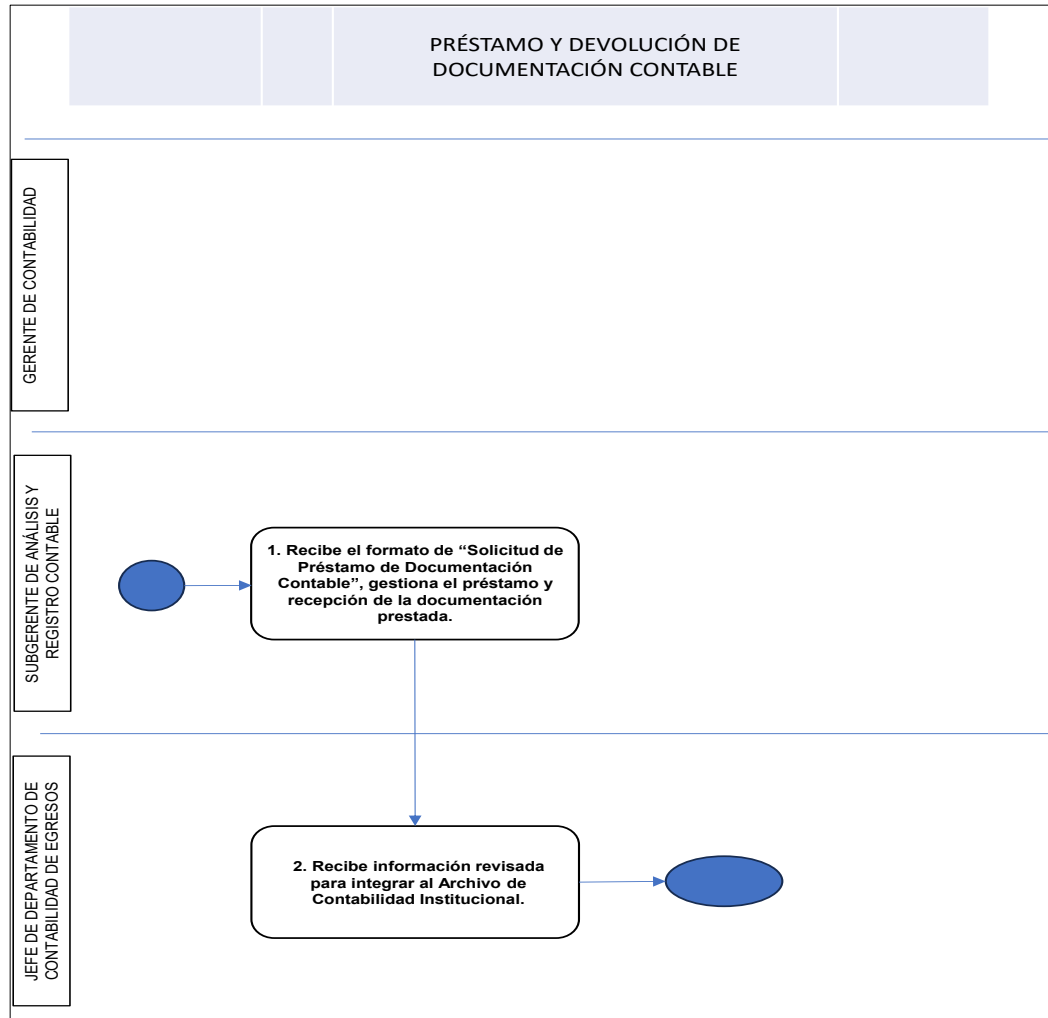 PRÉSTAMO Y DEVOLUCIÓN DE
DOCUMENTACIÓN CONTABLE
GERENTE DE CONTABILIDAD
SUBGERENTE DE ANÁLISIS Y
REGISTRO CONTABLE
1. Recibe el formato de “Solicitud de
Préstamo de Documentación
Contable”, gestiona el préstamo y
recepción de la documentación
prestada.
JEFE DE DEPARTAMENTO DE
CONTABILIDAD DE EGRESOS
2. Recibe información revisada
para integrar al Archivo de
Contabilidad Institucional.